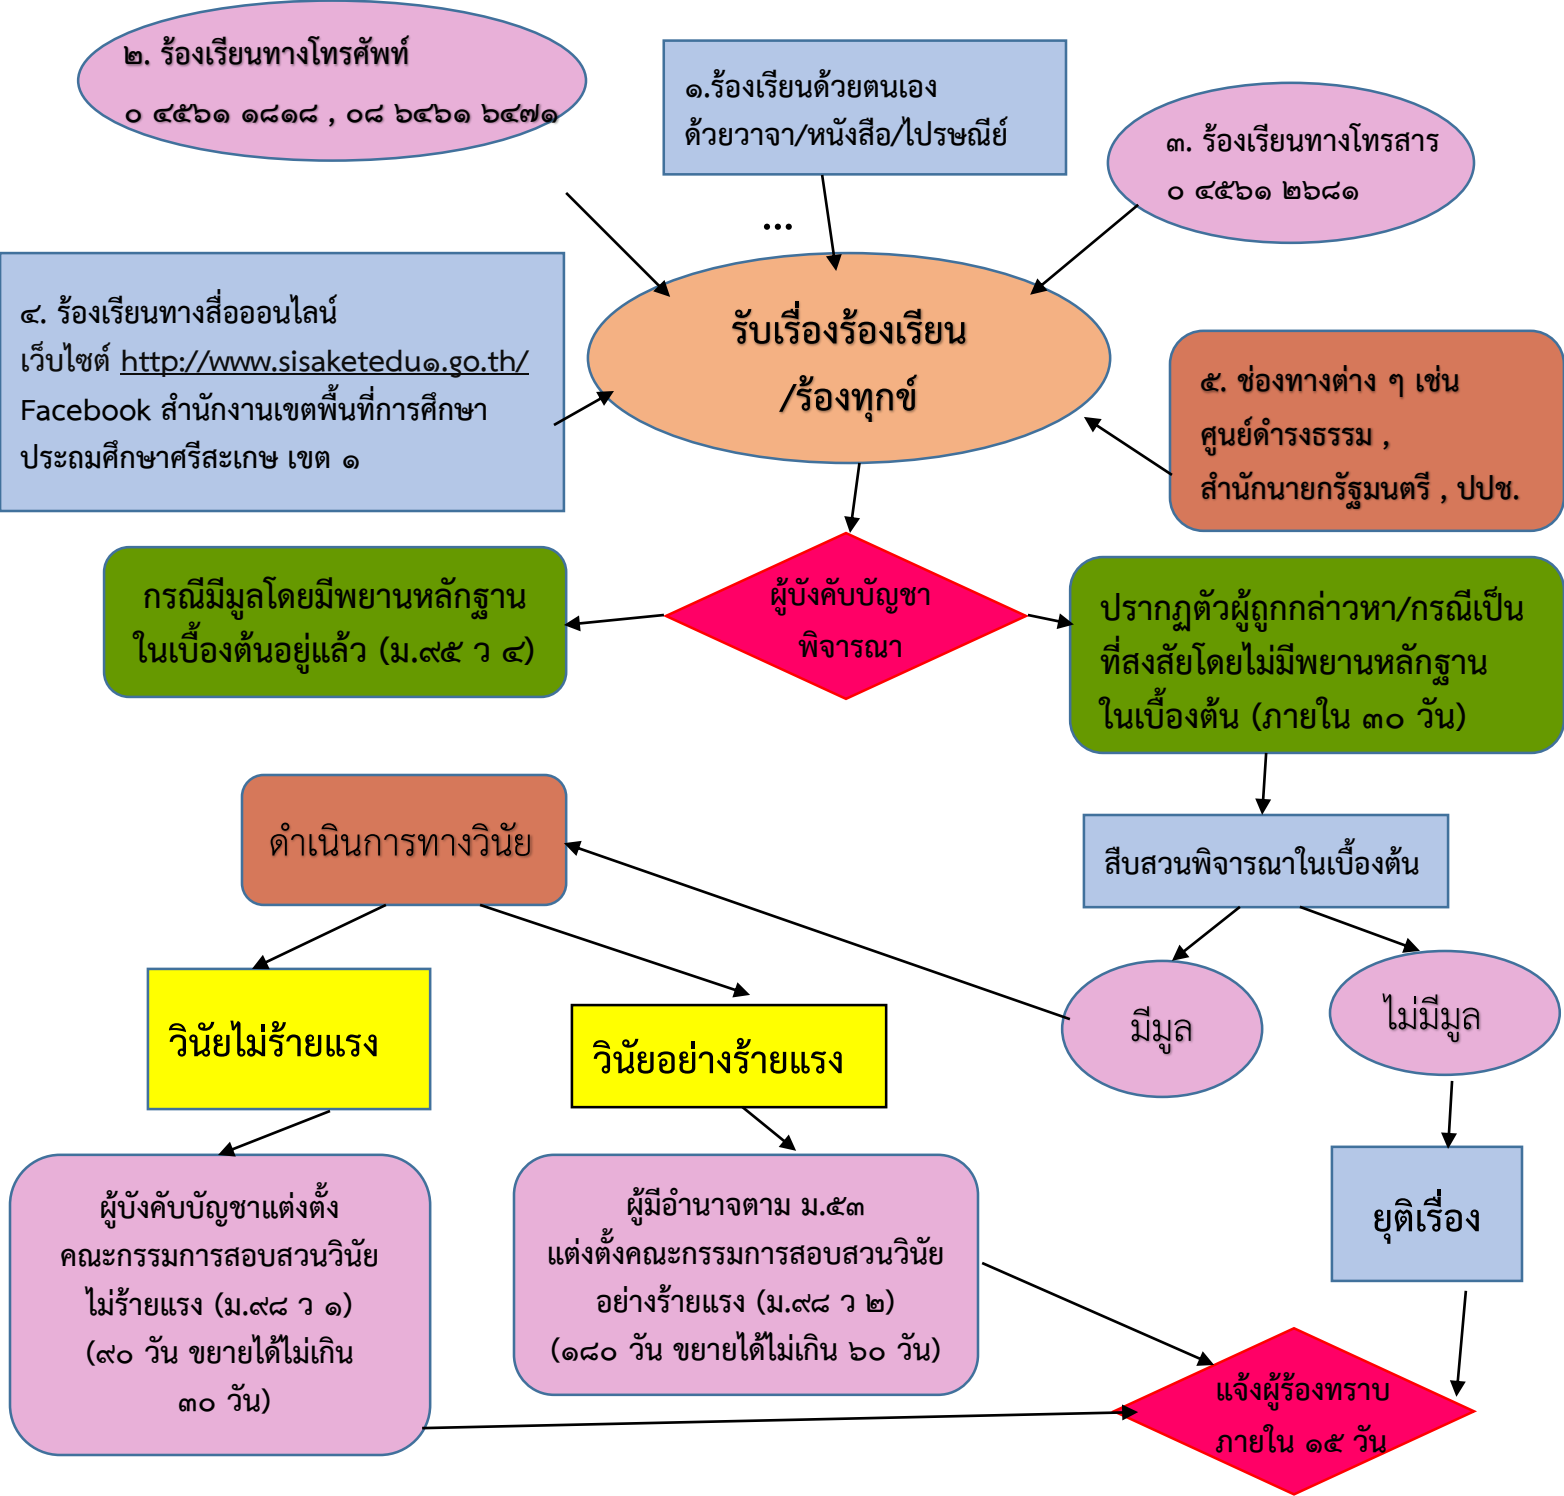 ๒. ร้องเรียนทางโทรศัพท์
๐ ๔๕๖๑ ๑๘๑๘ , ๐๘ ๖๔๖๑ ๖๔๗๑
๑.ร้องเรียนด้วยตนเอง
ด้วยวาจา/หนังสือ/ไปรษณีย์
๓. ร้องเรียนทางโทรสาร
๐ ๔๕๖๑ ๒๖๘๑
...
๔. ร้องเรียนทางสื่อออนไลน์
เว็บไซต์ http://www.sisaketedu๑.go.th/
Facebook สำนักงานเขตพื้นที่การศึกษา
ประถมศึกษาศรีสะเกษ เขต ๑
รับเรื่องร้องเรียน
/ร้องทุกข์
๕. ช่องทางต่าง ๆ เช่น
ศูนย์ดำรงธรรม ,
สำนักนายกรัฐมนตรี , ปปช.
กรณีมีมูลโดยมีพยานหลักฐาน
ในเบื้องต้นอยู่แล้ว (ม.๙๕ ว ๔)
ผู้บังคับบัญชา
พิจารณา
ปรากฏตัวผู้ถูกกล่าวหา/กรณีเป็น
ที่สงสัยโดยไม่มีพยานหลักฐาน
ในเบื้องต้น (ภายใน ๓๐ วัน)
ดำเนินการทางวินัย
สืบสวนพิจารณาในเบื้องต้น
วินัยไม่ร้ายแรง
วินัยอย่างร้ายแรง
มีมูล
ไม่มีมูล
ผู้บังคับบัญชาแต่งตั้ง
คณะกรรมการสอบสวนวินัย
ไม่ร้ายแรง (ม.๙๘ ว ๑)
(๙๐ วัน ขยายได้ไม่เกิน
๓๐ วัน)
ผู้มีอำนาจตาม ม.๕๓
แต่งตั้งคณะกรรมการสอบสวนวินัย
อย่างร้ายแรง (ม.๙๘ ว ๒)
(๑๘๐ วัน ขยายได้ไม่เกิน ๖๐ วัน)
ยุติเรื่อง
แจ้งผู้ร้องทราบ
ภายใน ๑๕ วัน